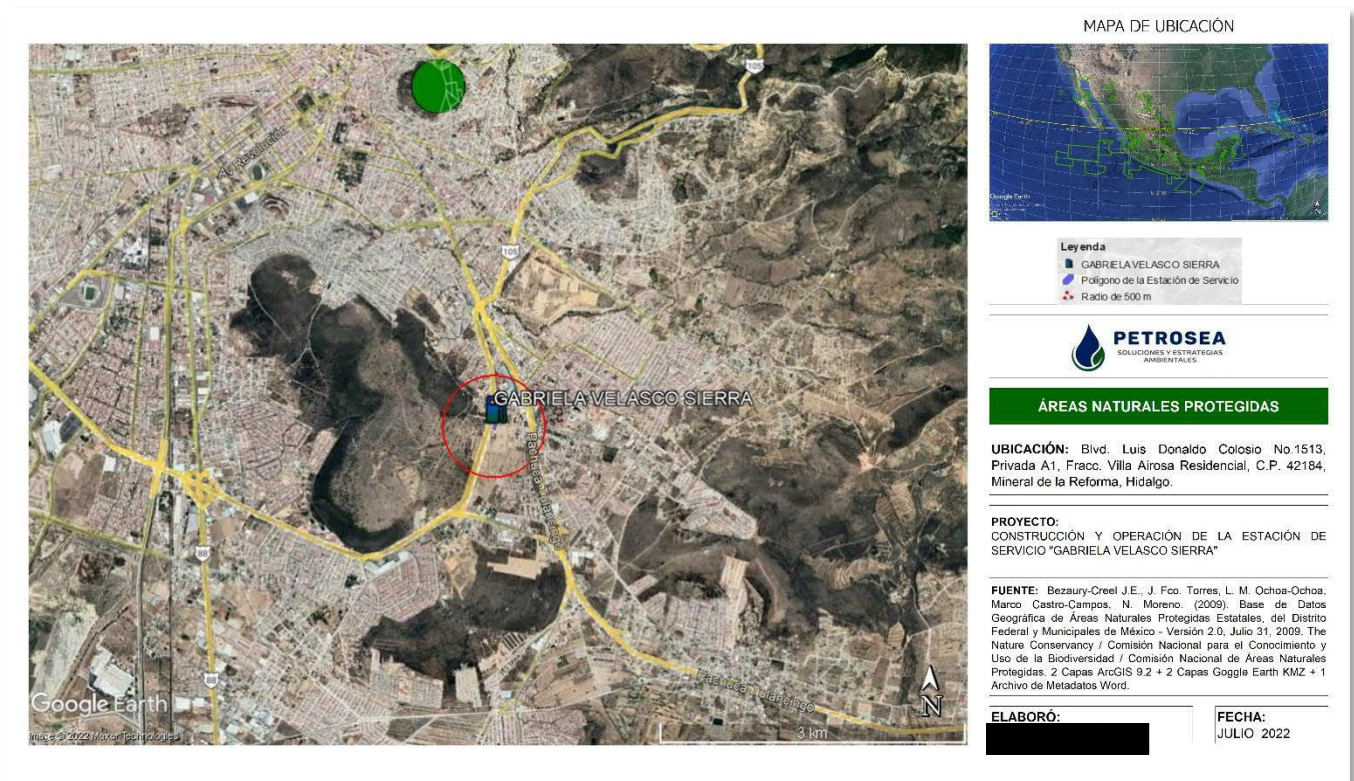 MAPA DE UBICACIÓN
105
Av Revolución
105
GABRIELA VELASCO SIERRA
Pachuca Tulancingo
88
88
Pachuca Tulancingo
Google Earth
Image © 2022 Maxar Technologies
3 km
N
Google Earth
N
Leyenda
GABRIELA VELASCO SIERRA
Polígono de la Estación de Servicio
Radio de 500 m
PETROSEA
SOLUCIONES Y ESTRATEGIAS
AMBIENTALES
ÁREAS NATURALES PROTEGIDAS
UBICACIÓN: Blvd. Luis Donaldo Colosio No.1513,
Privada A1, Fracc. Villa Airosa Residencial, C.P. 42184,
Mineral de la Reforma, Hidalgo.
PROYECTO:
CONSTRUCCIÓN Y OPERACIÓN DE LA ESTACIÓN DE
SERVICIO "GABRIELA VELASCO SIERRA"
FUENTE: Bezaury-Creel J.E., J. Fco. Torres, L. M. Ochoa-Ochoa,
Marco Castro-Campos, N. Moreno. (2009). Base de Datos
Geográfica de Áreas Naturales Protegidas Estatales, del Distrito
Federal y Municipales de México - Versión 2.0, Julio 31, 2009. The
Nature Conservancy / Comisión Nacional para el Conocimiento y
Uso de la Biodiversidad / Comisión Nacional de Áreas Naturales
Protegidas. 2 Capas ArcGIS 9.2 + 2 Capas Goggle Earth KMZ + 1
Archivo de Metadatos Word.
ELABORÓ:
FECHA:
JULIO 2022